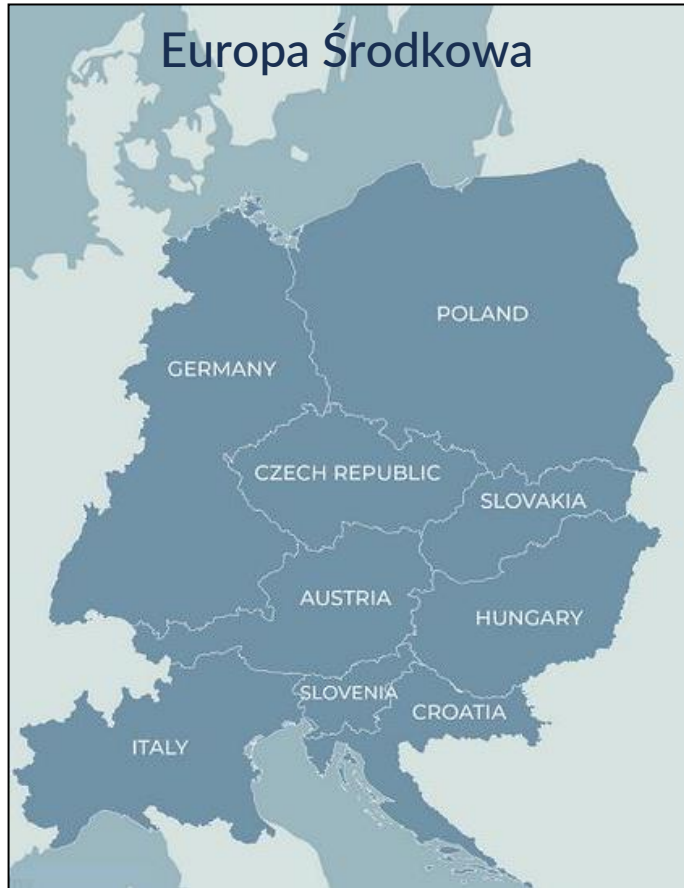 Europa Środkowa
POLAND
GERMANY
CZECH REPUBLIC
SLOVAKIA
AUSTRIA
HUNGARY
SLOVENIA
CROATIA
ITALY